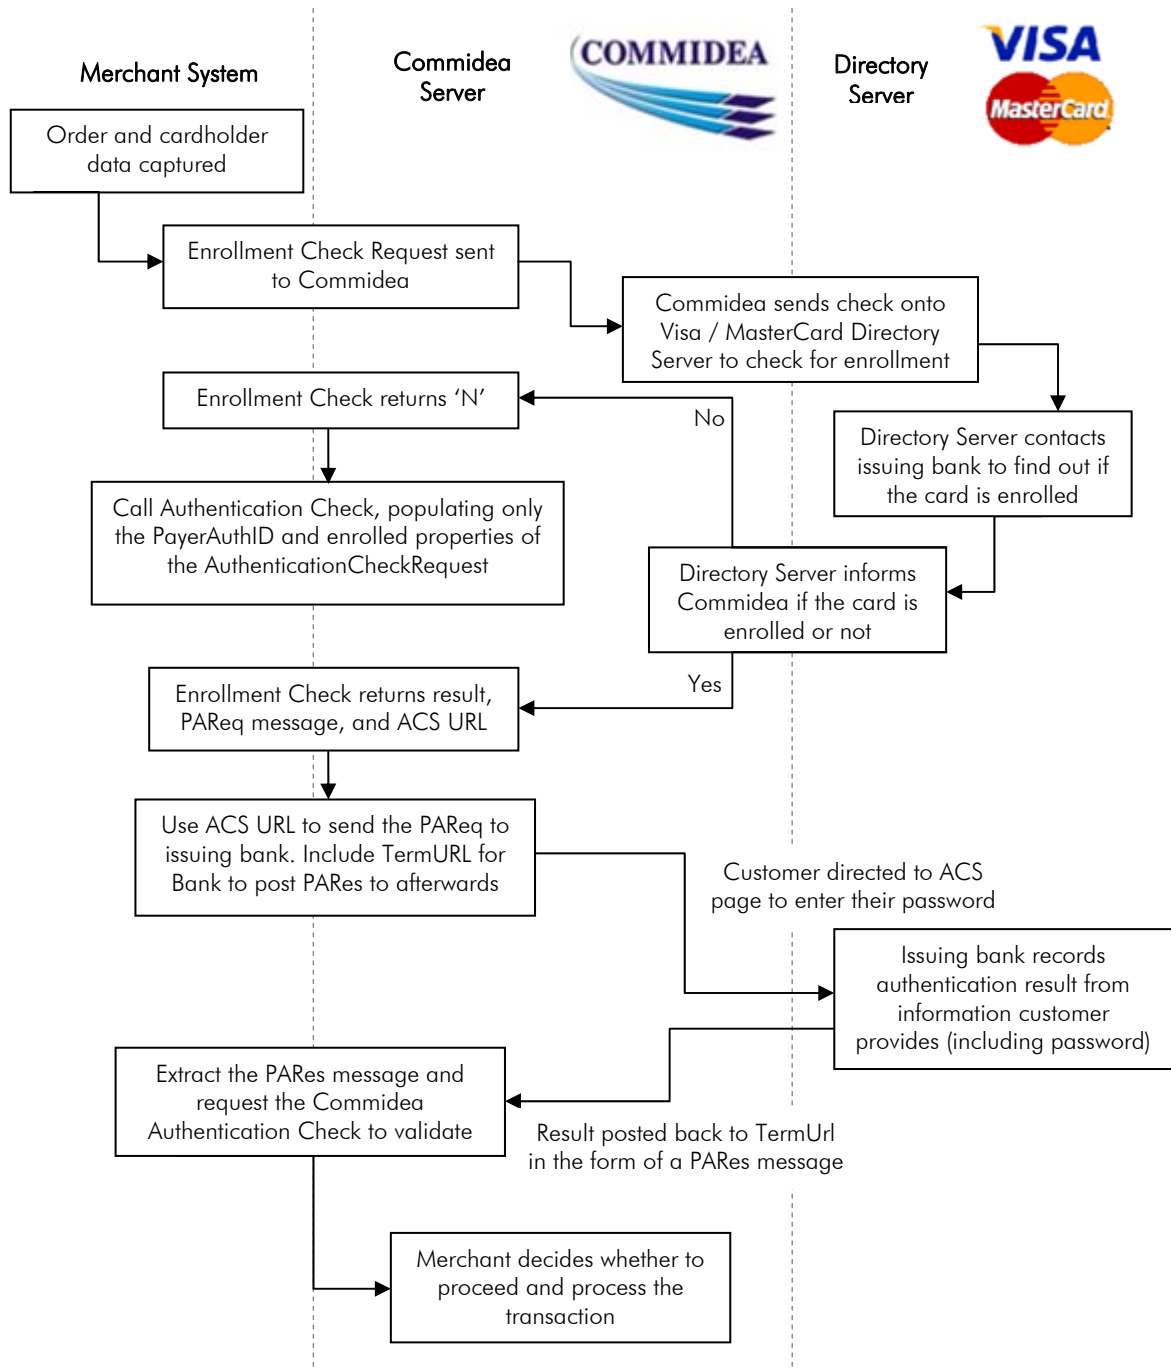 Merchant System
Commidea
Server
COMMIDEA
Directory
Server
VISA
MasterCard
Order and cardholder
data captured
Enrollment Check Request sent
to Commidea
Commidea sends check onto
Visa / MasterCard Directory
Server to check for enrollment
Enrollment Check returns ‘N’
No
Directory Server contacts
issuing bank to find out if
the card is enrolled
Call Authentication Check, populating only
the PayerAuthID and enrolled properties of
the AuthenticationCheckRequest
Directory Server informs
Commidea if the card is
enrolled or not
Yes
Enrollment Check returns result,
PAReq message, and ACS URL
Use ACS URL to send the PAReq to
issuing bank. Include TermURL for
Bank to post PARes to afterwards
Customer directed to ACS
page to enter their password
Issuing bank records
authentication result from
information customer
provides (including password)
Extract the PARes message and
request the Commidea
Authentication Check to validate
Result posted back to TermUrl
in the form of a PARes message
Merchant decides whether to
proceed and process the
transaction